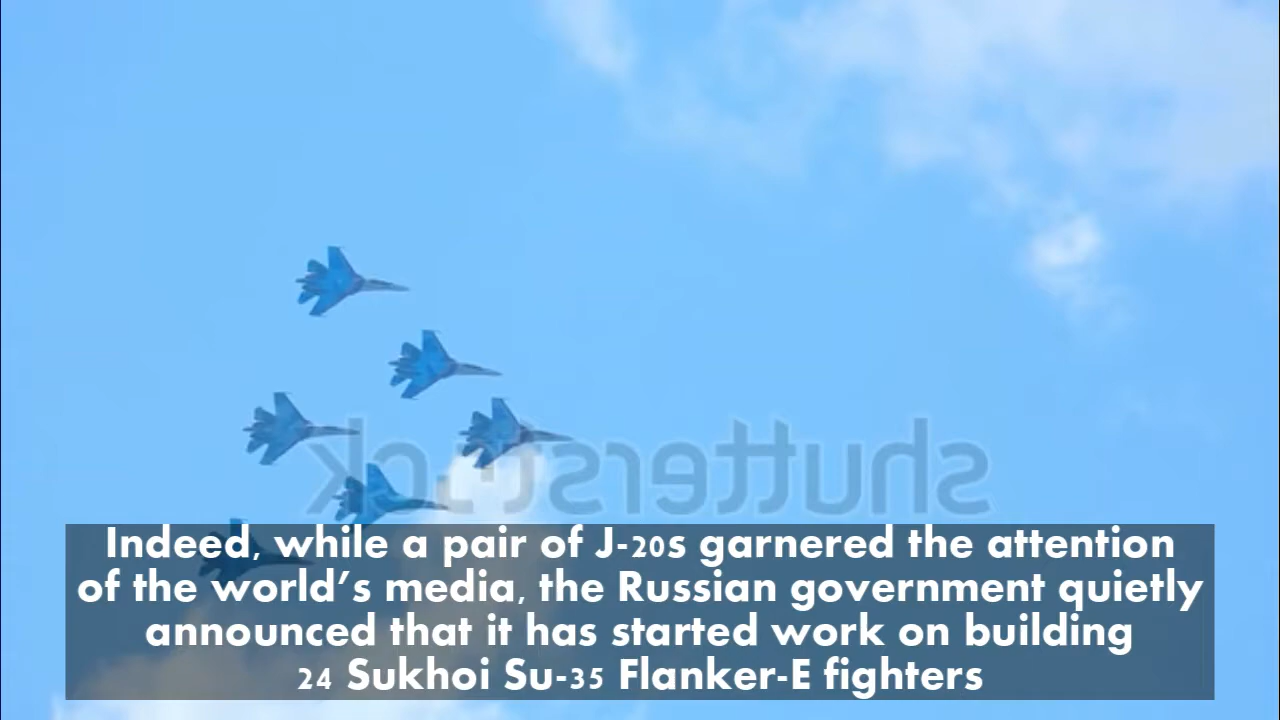 shutterstock
Indeed, while a pair of J-20s garnered the attention
of the world’s media, the Russian government quietly
announced that it has started work on building
24 Sukhoi Su-35 Flanker-E fighters